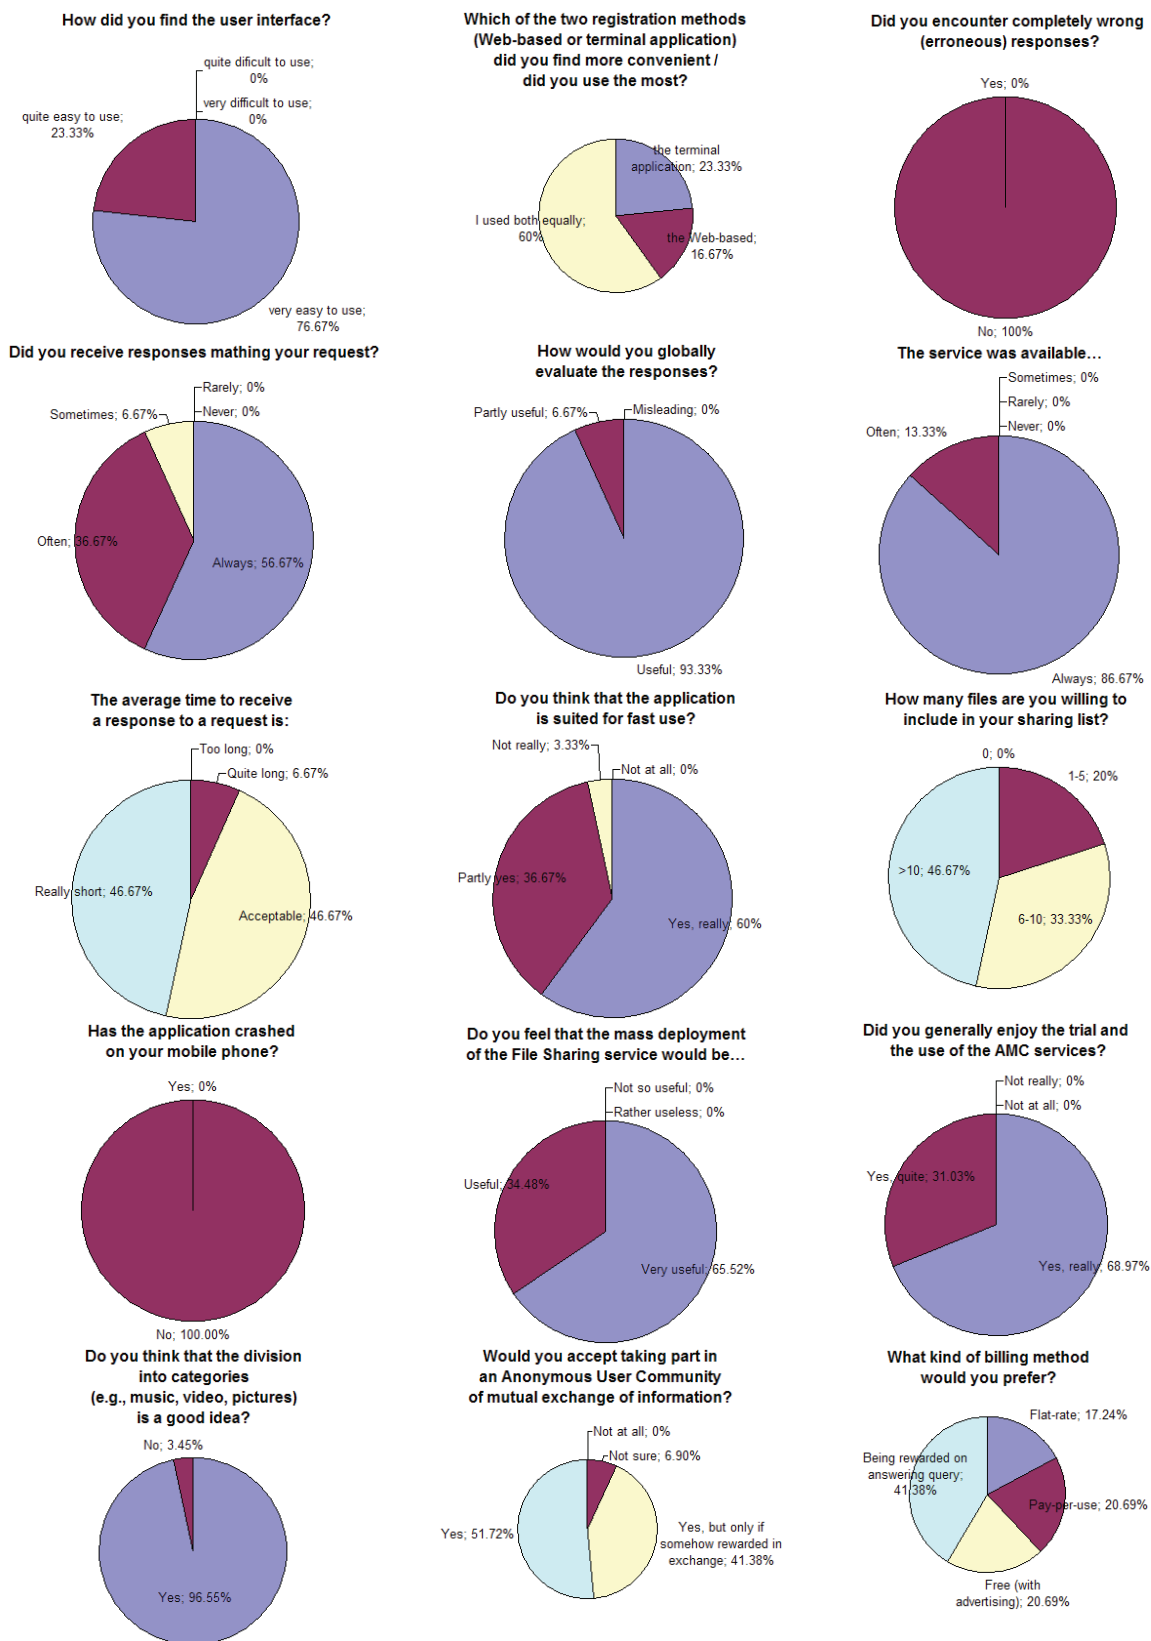 How did you find the user interface?
quite dificult to use;
0%
very difficult to use;
0%
quite easy to use;
23.33%
very easy to use;
76.67%
Which of the two registration methods
(Web-based or terminal application)
did you find more convenient /
did you use the most?
the terminal
application; 23.33%
I used both equally;
60%
the Web-based;
16.67%
Did you encounter completely wrong
(erroneous) responses?
Yes; 0%
No; 100%
Did you receive responses mathing your request?
Rarely; 0%
Sometimes; 6.67%
Never; 0%
Often; 36.67%
Always; 56.67%
How would you globally
evaluate the responses?
Partly useful; 6.67%
Misleading; 0%
Useful; 93.33%
The service was available...
Sometimes; 0%
Rarely; 0%
Never; 0%
Often; 13.33%
Always; 86.67%
The average time to receive
a response to a request is:
Too long; 0%
Quite long; 6.67%
Really short; 46.67%
Acceptable; 46.67%
Do you think that the application
is suited for fast use?
Not really; 3.33%
Not at all; 0%
Partly yes; 36.67%
Yes, really; 60%
How many files are you willing to
include in your sharing list?
0; 0%
1-5; 20%
>10; 46.67%
6-10; 33.33%
Has the application crashed
on your mobile phone?
Yes; 0%
No; 100.00%
Do you feel that the mass deployment
of the File Sharing service would be...
Not so useful; 0%
Rather useless; 0%
Useful; 34.48%
Very useful; 65.52%
Did you generally enjoy the trial and
the use of the AMC services?
Not really; 0%
Not at all; 0%
Yes, quite; 31.03%
Yes, really; 68.97%
Do you think that the division
into categories
(e.g., music, video, pictures)
is a good idea?
No; 3.45%
Yes; 96.55%
Would you accept taking part in
an Anonymous User Community
of mutual exchange of information?
Not at all; 0%
Not sure; 6.90%
Yes; 51.72%
Yes, but only if
somehow rewarded in
exchange; 41.38%
What kind of billing method
would you prefer?
Flat-rate; 17.24%
Being rewarded on
answering query;
41.38%
Pay-per-use; 20.69%
Free (with
advertising); 20.69%